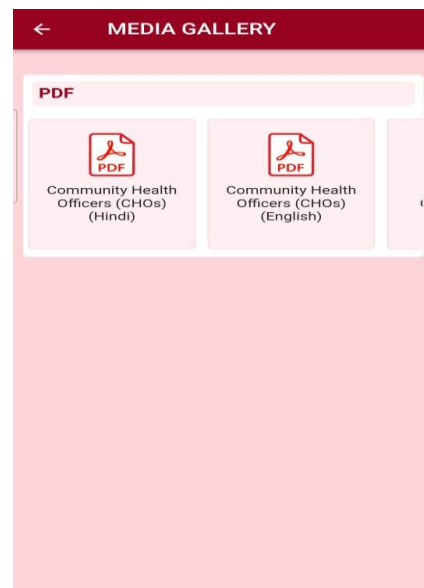 MEDIA GALLERY
PDF
PDF
Community Health
Officers (CHOs)
(Hindi)
PDF
Community Health
Officers (CHOs)
(English)